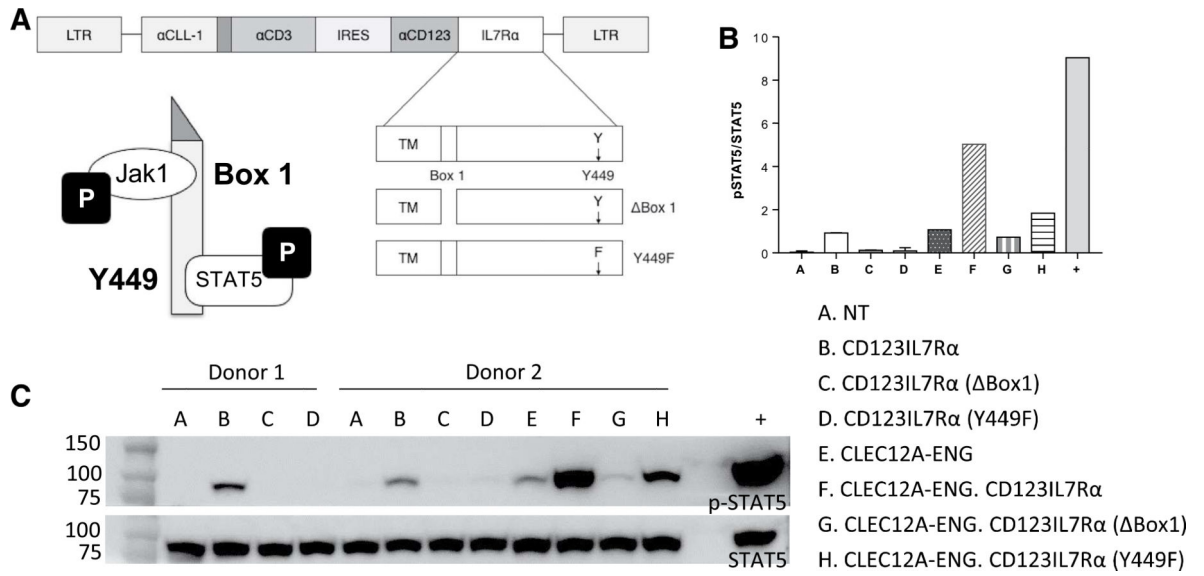 A
LTR αCLL-1 αCD3 IRES αCD123 IL7Rα LTR
TM Y
Box 1 Y449
TM Y ΔBox 1
TM F Y449F
Jak1 P Box 1
Y449 STAT5 P
B
pSTAT5/STAT5
10
8
6
4
2
0
A B C D E F G H +
A. NT
B. CD123IL7Rα
C. CD123IL7Rα (ΔBox1)
D. CD123IL7Rα (Y449F)
E. CLEC12A-ENG
F. CLEC12A-ENG. CD123IL7Rα
G. CLEC12A-ENG. CD123IL7Rα (ΔBox1)
H. CLEC12A-ENG. CD123IL7Rα (Y449F)
C
Donor 1 Donor 2
A B C D A B C D E F G H +
150
100
75
p-STAT5
100
75
STAT5